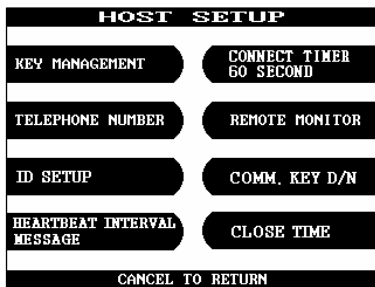 HOST SETUP
KEY MANAGEMENT
CONNECT TIMER
60 SECOND
TELEPHONE NUMBER
REMOTE MONITOR
ID SETUP
COMM. KEY D/N
HEARTBEAT INTERVAL
MESSAGE
CLOSE TIME
CANCEL TO RETURN